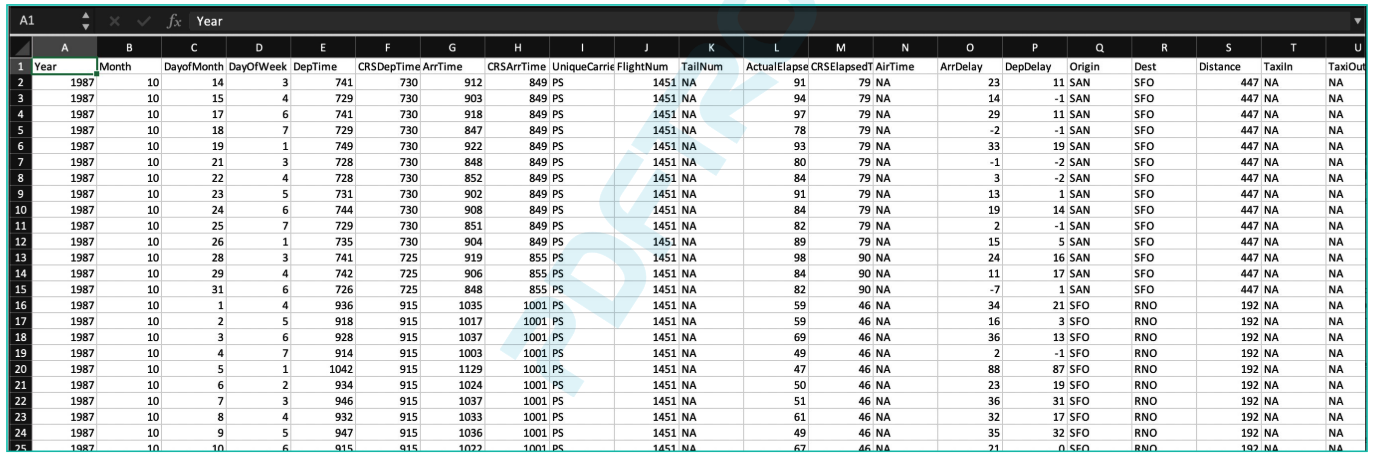 A1 fx Year
A B C D E F G H I J K L M N O P Q R S T U
1 Year Month DayofMonth DayOfWeek DepTime CRSDepTime ArrTime CRSArrTime UniqueCarrie FlightNum TailNum ActualElapse CRSElapsedT AirTime ArrDelay DepDelay Origin Dest Distance TaxiIn TaxiOut
2 1987 10 14 3 741 730 912 849 PS 1451 NA 91 79 NA 23 11 SAN SFO 447 NA NA
3 1987 10 15 4 729 730 903 849 PS 1451 NA 94 79 NA 14 -1 SAN SFO 447 NA NA
4 1987 10 17 6 741 730 918 849 PS 1451 NA 97 79 NA 29 11 SAN SFO 447 NA NA
5 1987 10 18 7 729 730 847 849 PS 1451 NA 78 79 NA -2 -1 SAN SFO 447 NA NA
6 1987 10 19 1 749 730 922 849 PS 1451 NA 93 79 NA 33 19 SAN SFO 447 NA NA
7 1987 10 21 3 728 730 848 849 PS 1451 NA 80 79 NA -1 -2 SAN SFO 447 NA NA
8 1987 10 22 4 728 730 852 849 PS 1451 NA 84 79 NA 3 -2 SAN SFO 447 NA NA
9 1987 10 23 5 731 730 902 849 PS 1451 NA 91 79 NA 13 1 SAN SFO 447 NA NA
10 1987 10 24 6 744 730 908 849 PS 1451 NA 84 79 NA 19 14 SAN SFO 447 NA NA
11 1987 10 25 7 729 730 851 849 PS 1451 NA 82 79 NA 2 -1 SAN SFO 447 NA NA
12 1987 10 26 1 735 730 904 849 PS 1451 NA 89 79 NA 15 5 SAN SFO 447 NA NA
13 1987 10 28 3 741 725 919 855 PS 1451 NA 98 90 NA 24 16 SAN SFO 447 NA NA
14 1987 10 29 4 742 725 906 855 PS 1451 NA 84 90 NA 11 17 SAN SFO 447 NA NA
15 1987 10 31 6 726 725 848 855 PS 1451 NA 82 90 NA -7 1 SAN SFO 447 NA NA
16 1987 10 1 4 936 915 1035 1001 PS 1451 NA 59 46 NA 34 21 SFO RNO 192 NA NA
17 1987 10 2 5 918 915 1017 1001 PS 1451 NA 59 46 NA 16 3 SFO RNO 192 NA NA
18 1987 10 3 6 928 915 1037 1001 PS 1451 NA 69 46 NA 36 13 SFO RNO 192 NA NA
19 1987 10 4 7 914 915 1003 1001 PS 1451 NA 49 46 NA 2 -1 SFO RNO 192 NA NA
20 1987 10 5 1 1042 915 1129 1001 PS 1451 NA 47 46 NA 88 87 SFO RNO 192 NA NA
21 1987 10 6 2 934 915 1024 1001 PS 1451 NA 50 46 NA 23 19 SFO RNO 192 NA NA
22 1987 10 7 3 946 915 1037 1001 PS 1451 NA 51 46 NA 36 31 SFO RNO 192 NA NA
23 1987 10 8 4 932 915 1033 1001 PS 1451 NA 61 46 NA 32 17 SFO RNO 192 NA NA
24 1987 10 9 5 947 915 1036 1001 PS 1451 NA 49 46 NA 35 32 SFO RNO 192 NA NA
25 1987 10 10 6 915 915 1022 1001 PS 1451 NA 67 46 NA 21 0 SFO RNO 192 NA NA
PDFTRO